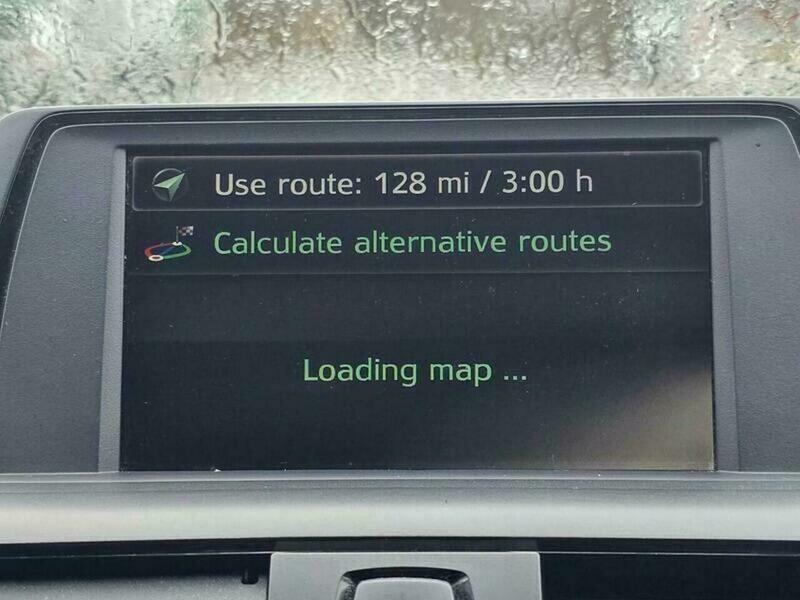 Use route: 128 mi / 3:00 h
Calculate alternative routes
Loading map ...